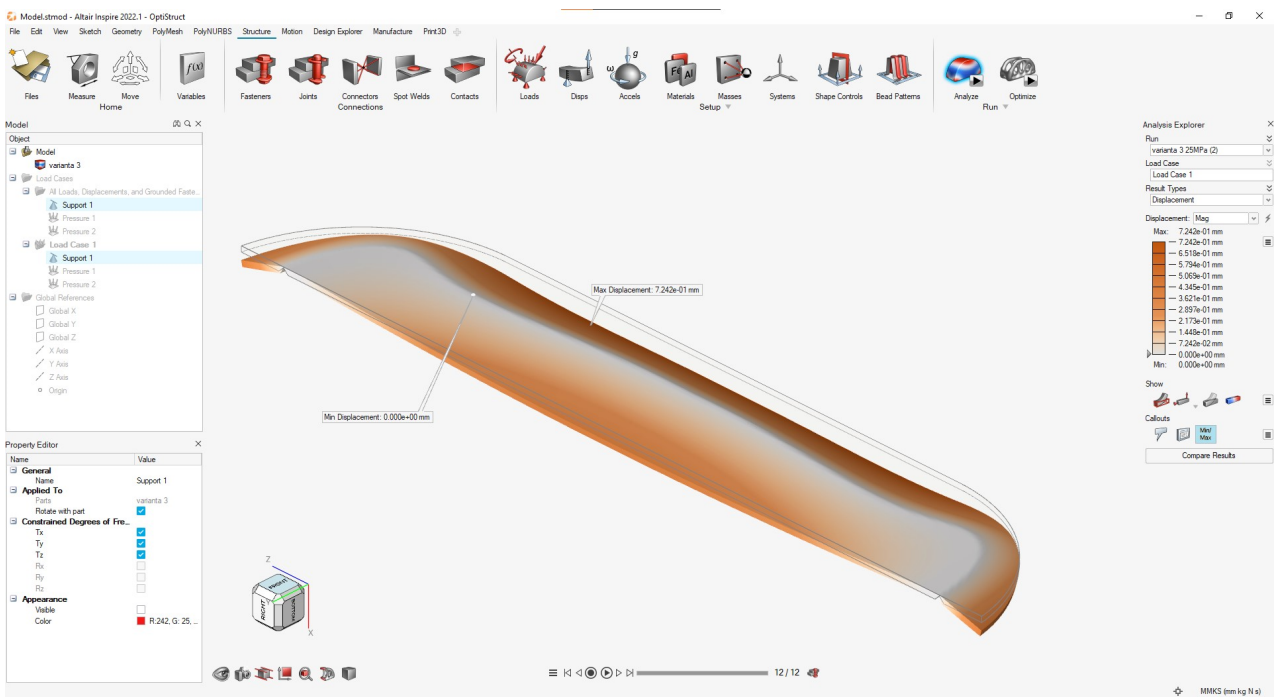 Model.stmod - Altair Inspire 2022.1 - OptiStruct
File Edit View Sketch Geometry PolyMesh PolyNURBS Structure Motion Design Explorer Manufacture Print3D
f(x) ω g Fe Al
Files Measure Move Variables Fasteners Joints Connectors Spot Welds Contacts Loads Disps Accels Materials Masses Systems Shape Controls Bead Patterns Analyze Optimize
Home Connections Setup Run
Model
Object
Model
varianta 3
Load Cases
All Loads, Displacements, and Grounded Faste...
Support 1
Pressure 1
Pressure 2
Load Case 1
Support 1
Pressure 1
Pressure 2
Global References
Global X
Global Y
Global Z
X Axis
Y Axis
Z Axis
Origin
Property Editor
Name Value
General
Name Support 1
Applied To
Parts varianta 3
Rotate with part
Constrained Degrees of Fre...
Tx
Ty
Tz
Rx
Ry
Rz
Appearance
Visible
Color R:242, G: 25, ...
Max Displacement: 7.242e-01 mm
Min Displacement: 0.000e+00 mm
Z
FRONT
RIGHT
BOTTOM
X
12 / 12
Analysis Explorer
Run
varianta 3 25MPa (2)
Load Case
Load Case 1
Result Types
Displacement
Displacement: Mag
Max: 7.242e-01 mm
7.242e-01 mm
6.518e-01 mm
5.794e-01 mm
5.069e-01 mm
4.345e-01 mm
3.621e-01 mm
2.897e-01 mm
2.173e-01 mm
1.448e-01 mm
7.242e-02 mm
0.000e+00 mm
Min: 0.000e+00 mm
Show
Callouts
Min/
Max
Compare Results
MMKS (mm kg N s)